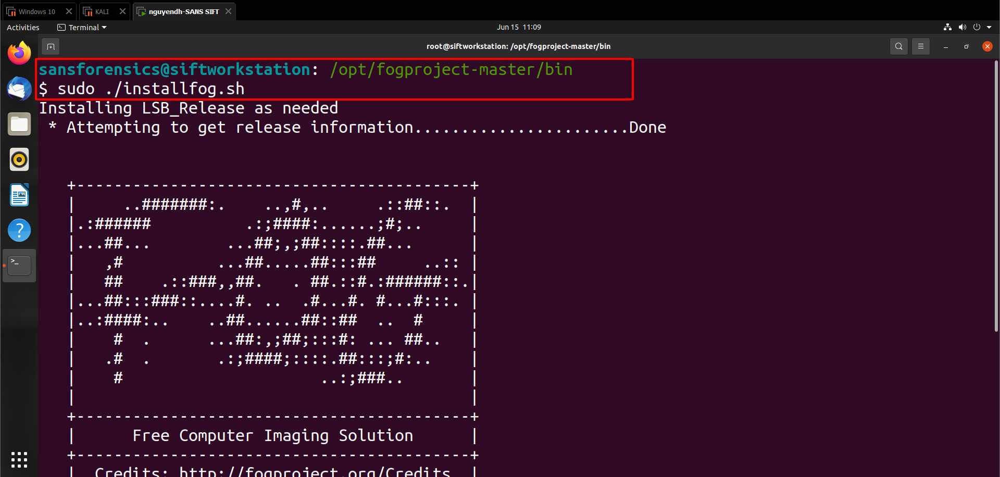 Windows 10
KALI
nguyendh-SANS SIFT
Activities
Terminal
Jun 15 11:09
root@siftworkstation: /opt/fogproject-master/bin
sansforensics@siftworkstation: /opt/fogproject-master/bin
$ sudo ./installfog.sh
Installing LSB_Release as needed
 * Attempting to get release information.......................Done
   +------------------------------------------+
   |     ..#######:.    ..,#,..     .::##::.  |
   |.:######          .:;####:......;#;..     |
   |...##...        ...##;,;##::::.##...      |
   |   ,#          ...##.....##:::##     ..:: |
   |   ##    .::###,,##.   . ##.::#.:######::.|
   |...##:::###::....#. ..  .#...#. #...#:::. |
   |..:####:..    ..##......##::##  ..  #     |
   |    #  .      ...##:,;##;:::#: ... ##..   |
   |   .#  .       .:;####;::::.##:::;#:..    |
   |    #                     ..:;###..       |
   |                                          |
   +------------------------------------------+
   |      Free Computer Imaging Solution      |
   +------------------------------------------+
   |  Credits: http://fogproject.org/Credits  |